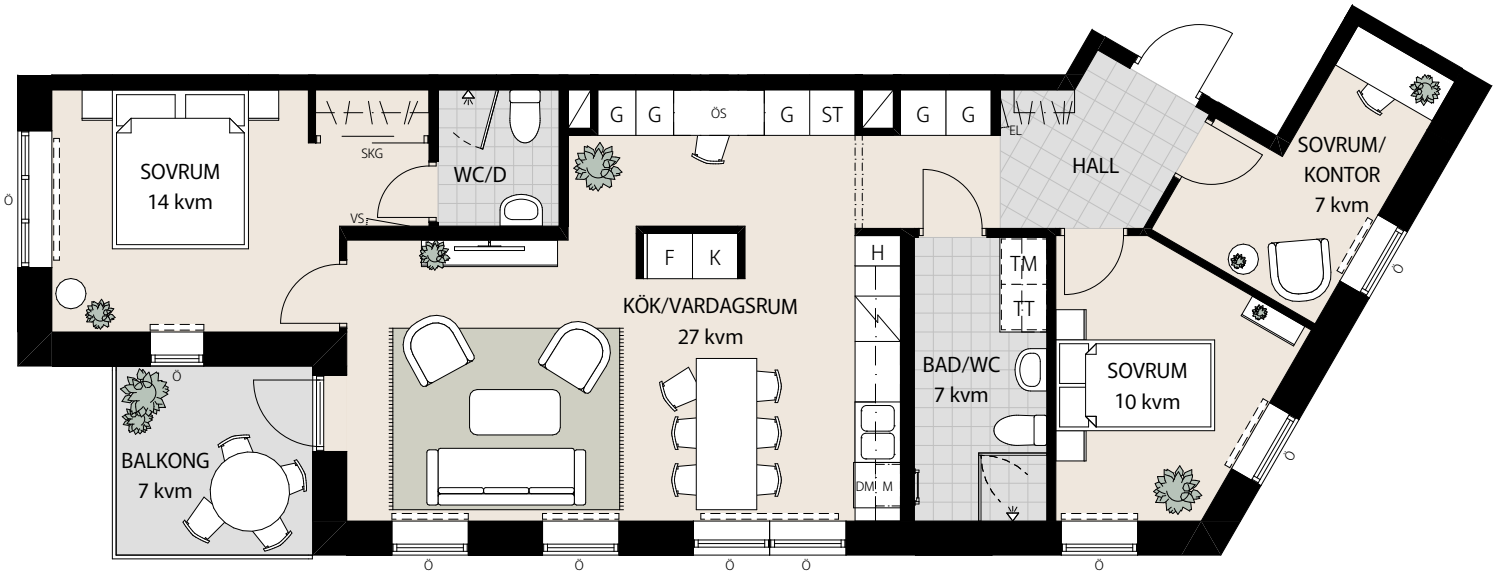 G
G
ÖS
G
ST
G
G
EL
SKG
SOVRUM
14 kvm
WC/D
HALL
SOVRUM/
KONTOR
7 kvm
Ö
VS
F
K
H
TM
TT
Ö
KÖK/VARDAGSRUM
27 kvm
BAD/WC
7 kvm
SOVRUM
10 kvm
Ö
BALKONG
7 kvm
DM
M
Ö
Ö
Ö
Ö
Ö
Ö